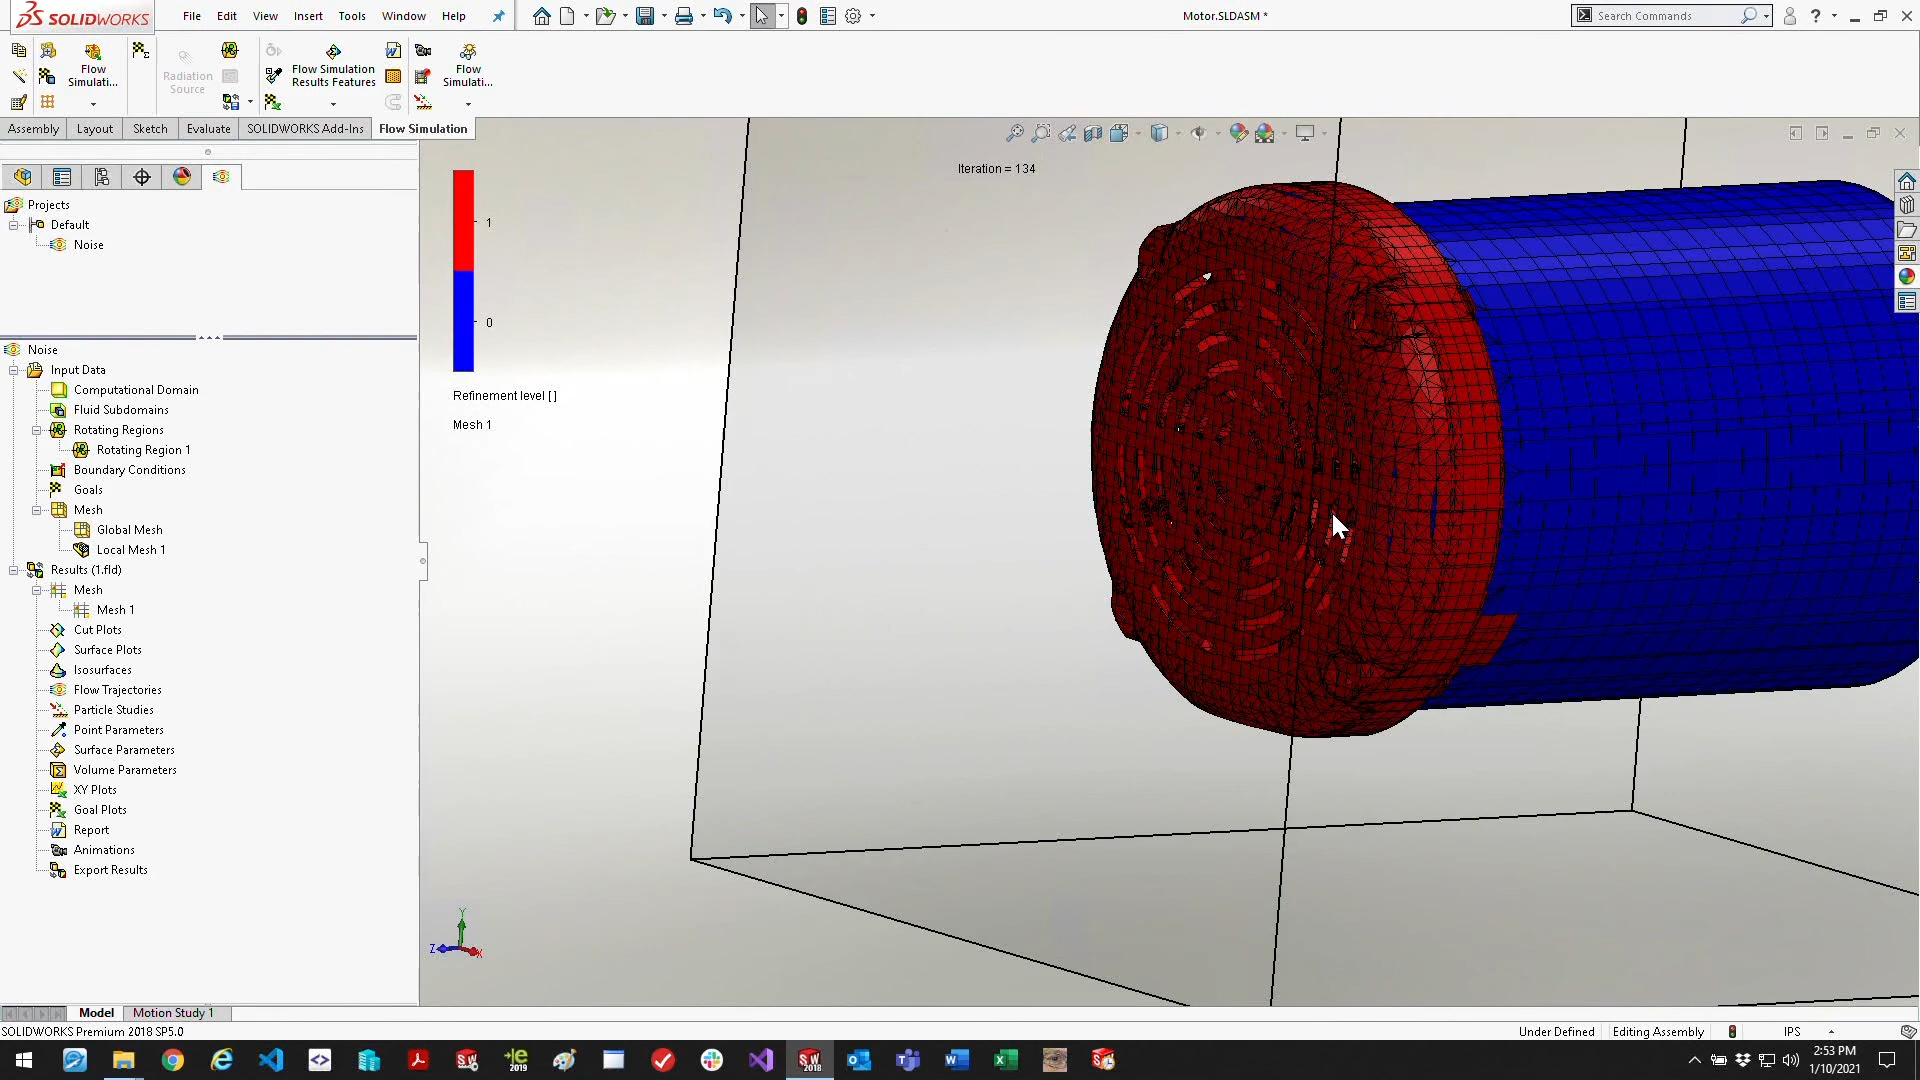 SOLIDWORKS
File Edit View Insert Tools Window Help
Motor.SLDASM *
Search Commands
?
Flow
Simulati...
Radiation
Source
Flow Simulation
Results Features
Flow
Simulati...
Assembly Layout Sketch Evaluate SOLIDWORKS Add-Ins Flow Simulation
Projects
Default
Noise
Noise
Input Data
Computational Domain
Fluid Subdomains
Rotating Regions
Rotating Region 1
Boundary Conditions
Goals
Mesh
Global Mesh
Local Mesh 1
Results (1.fld)
Mesh
Mesh 1
Cut Plots
Surface Plots
Isosurfaces
Flow Trajectories
Particle Studies
Point Parameters
Surface Parameters
Volume Parameters
XY Plots
Goal Plots
Report
Animations
Export Results
Iteration = 134
1
0
Refinement level [ ]
Mesh 1
Y
Z
X
Model Motion Study 1
SOLIDWORKS Premium 2018 SP5.0
Under Defined Editing Assembly IPS
SW
2018
2019
2:53 PM
1/10/2021